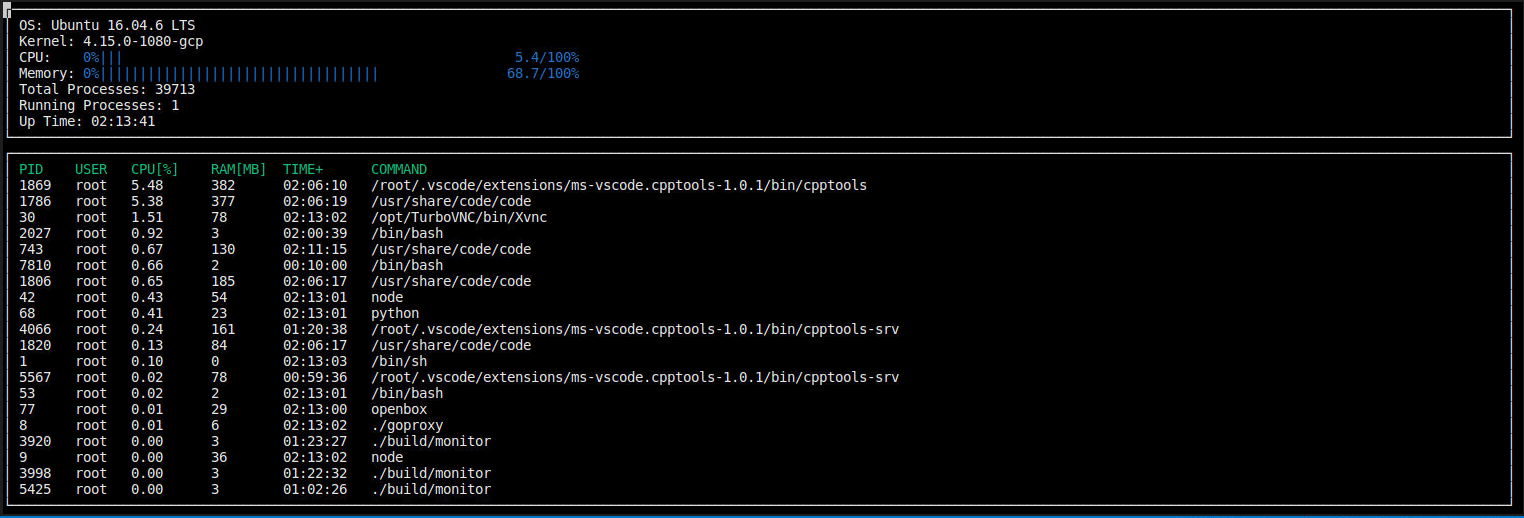 OS: Ubuntu 16.04.6 LTS
Kernel: 4.15.0-1080-gcp
CPU: 0%||| 5.4/100%
Memory: 0%||||||||||||||||||||||||||||||||||| 68.7/100%
Total Processes: 39713
Running Processes: 1
Up Time: 02:13:41
PID USER CPU[%] RAM[MB] TIME+ COMMAND
1869 root 5.48 382 02:06:10 /root/.vscode/extensions/ms-vscode.cpptools-1.0.1/bin/cpptools
1786 root 5.38 377 02:06:19 /usr/share/code/code
30 root 1.51 78 02:13:02 /opt/TurboVNC/bin/Xvnc
2027 root 0.92 3 02:00:39 /bin/bash
743 root 0.67 130 02:11:15 /usr/share/code/code
7810 root 0.66 2 00:10:00 /bin/bash
1806 root 0.65 185 02:06:17 /usr/share/code/code
42 root 0.43 54 02:13:01 node
68 root 0.41 23 02:13:01 python
4066 root 0.24 161 01:20:38 /root/.vscode/extensions/ms-vscode.cpptools-1.0.1/bin/cpptools-srv
1820 root 0.13 84 02:06:17 /usr/share/code/code
1 root 0.10 0 02:13:03 /bin/sh
5567 root 0.02 78 00:59:36 /root/.vscode/extensions/ms-vscode.cpptools-1.0.1/bin/cpptools-srv
53 root 0.02 2 02:13:01 /bin/bash
77 root 0.01 29 02:13:00 openbox
8 root 0.01 6 02:13:02 ./goproxy
3920 root 0.00 3 01:23:27 ./build/monitor
9 root 0.00 36 02:13:02 node
3998 root 0.00 3 01:22:32 ./build/monitor
5425 root 0.00 3 01:02:26 ./build/monitor